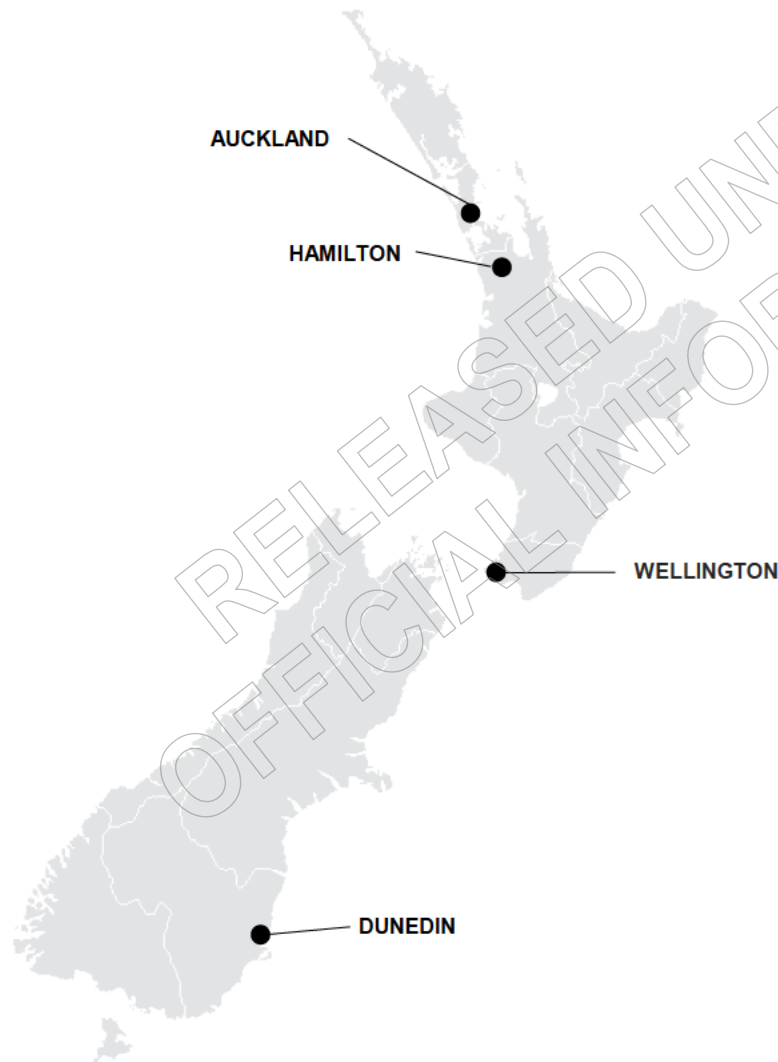 AUCKLAND
HAMILTON
WELLINGTON
DUNEDIN
RELEASED
OFFICIAL